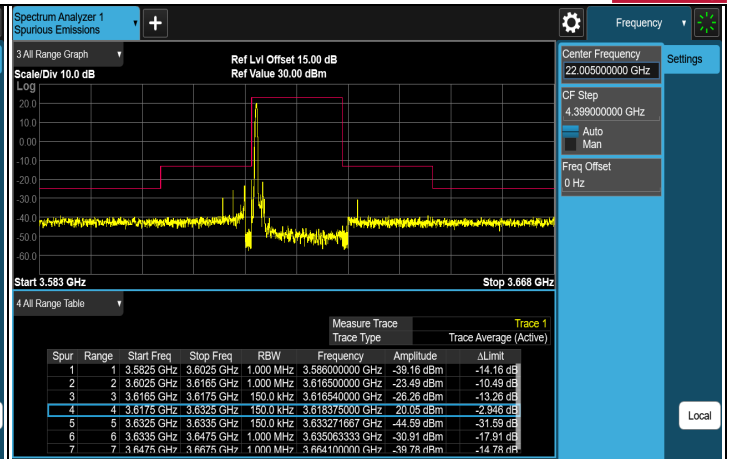 Spectrum Analyzer 1
Spurious Emissions
+
Frequency
3 All Range Graph
Ref Lvl Offset 15.00 dB
Scale/Div 10.0 dB
Ref Value 30.00 dBm
Log
20.0
10.0
0.00
-10.0
-20.0
-30.0
-40.0
-50.0
-60.0
Start 3.583 GHz
Stop 3.668 GHz
Center Frequency
22.005000000 GHz
Settings
CF Step
4.399000000 GHz
Auto
Man
Freq Offset
0 Hz
4 All Range Table
Measure Trace Trace 1
Trace Type Trace Average (Active)
Spur Range Start Freq Stop Freq RBW Frequency Amplitude ΔLimit
1 1 3.5825 GHz 3.6025 GHz 1.000 MHz 3.586000000 GHz -39.16 dBm -14.16 dB
2 2 3.6025 GHz 3.6165 GHz 1.000 MHz 3.616500000 GHz -23.49 dBm -10.49 dB
3 3 3.6165 GHz 3.6175 GHz 150.0 kHz 3.616540000 GHz -26.26 dBm -13.26 dB
4 4 3.6175 GHz 3.6325 GHz 150.0 kHz 3.618375000 GHz 20.05 dBm -2.946 dB
5 5 3.6325 GHz 3.6335 GHz 150.0 kHz 3.633271667 GHz -44.59 dBm -31.59 dB
6 6 3.6335 GHz 3.6475 GHz 1.000 MHz 3.635063333 GHz -30.91 dBm -17.91 dB
7 7 3.6475 GHz 3.6675 GHz 1.000 MHz 3.664100000 GHz -39.78 dBm -14.78 dB
Local